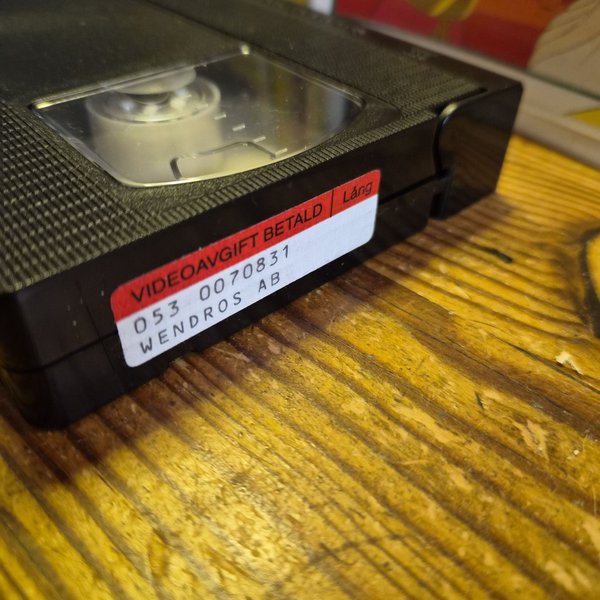 VIDEOAVGIFT BETALD | Lång
053 0070831
WENDROS AB